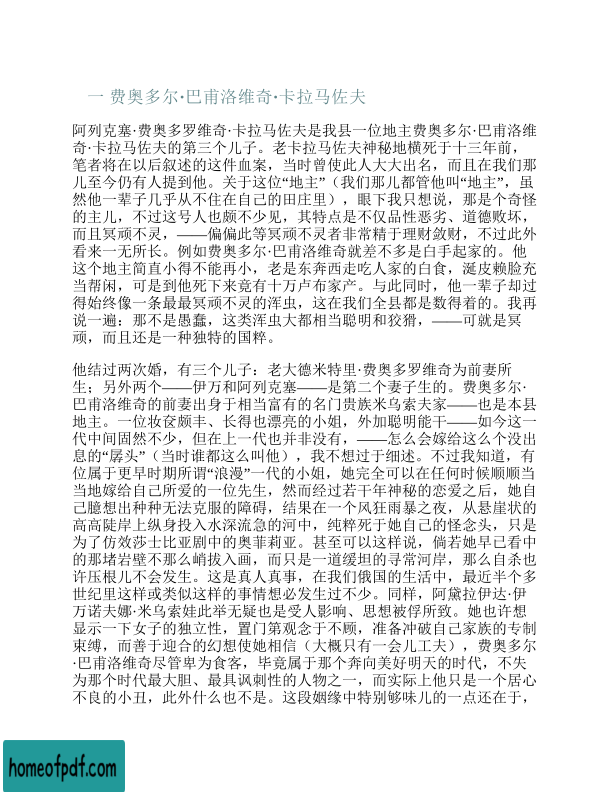 一 费奥多尔·巴甫洛维奇·卡拉马佐夫
阿列克塞·费奥多罗维奇·卡拉马佐夫是我县一位地主费奥多尔·巴甫洛维
奇·卡拉马佐夫的第三个儿子。老卡拉马佐夫神秘地横死于十三年前，
笔者将在以后叙述的这件血案，当时曾使此人大大出名，而且在我们那
儿至今仍有人提到他。关于这位“地主”（我们那儿都管他叫“地主”，虽
然他一辈子几乎从不住在自己的田庄里），眼下我只想说，那是个奇怪
的主儿，不过这号人也颇不少见，其特点是不仅品性恶劣、道德败坏，
而且冥顽不灵，——偏偏此等冥顽不灵者非常精于理财敛财，不过此外
看来一无所长。例如费奥多尔·巴甫洛维奇就差不多是白手起家的。他
这个地主简直小得不能再小，老是东奔西走吃人家的白食，涎皮赖脸充
当帮闲，可是到他死下来竟有十万卢布家产。与此同时，他一辈子却过
得始终像一条最最冥顽不灵的浑虫，这在我们全县都是数得着的。我再
说一遍：那不是愚蠢，这类浑虫大都相当聪明和狡猾，——可就是冥
顽，而且还是一种独特的国粹。
他结过两次婚，有三个儿子：老大德米特里·费奥多罗维奇为前妻所
生；另外两个——伊万和阿列克塞——是第二个妻子生的。费奥多尔·
巴甫洛维奇的前妻出身于相当富有的名门贵族米乌索夫家——也是本县
地主。一位妆奁颇丰、长得也漂亮的小姐，外加聪明能干——如今这一
代中间固然不少，但在上一代也并非没有，——怎么会嫁给这么个没出
息的“孱头”（当时谁都这么叫他），我不想过于细述。不过我知道，有
位属于更早时期所谓“浪漫”一代的小姐，她完全可以在任何时候顺顺当
当地嫁给自己所爱的一位先生，然而经过若干年神秘的恋爱之后，她自
己臆想出种种无法克服的障碍，结果在一个风狂雨暴之夜，从悬崖状的
高高陡岸上纵身投入水深流急的河中，纯粹死于她自己的怪念头，只是
为了仿效莎士比亚剧中的奥菲莉亚。甚至可以这样说，倘若她早已看中
的那堵岩壁不那么峭拔入画，而只是一道缓坦的寻常河岸，那么自杀也
许压根儿不会发生。这是真人真事，在我们俄国的生活中，最近半个多
世纪里这样或类似这样的事情想必发生过不少。同样，阿黛拉伊达·伊
万诺夫娜·米乌索娃此举无疑也是受人影响、思想被俘所致。她也许想
显示一下女子的独立性，置门第观念于不顾，准备冲破自己家族的专制
束缚，而善于迎合的幻想使她相信（大概只有一会儿工夫），费奥多尔
·巴甫洛维奇尽管卑为食客，毕竟属于那个奔向美好明天的时代，不失
为那个时代最大胆、最具讽刺性的人物之一，而实际上他只是一个居心
不良的小丑，此外什么也不是。这段姻缘中特别够味儿的一点还在于，
homeofpdf.com